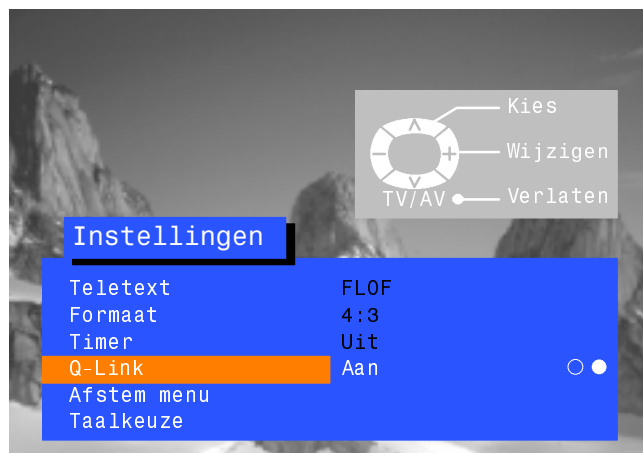 Kies
Wijzigen
TV/AV Verlaten
Instellingen
Teletext FLOF
Formaat 4:3
Timer Uit
Q-Link Aan
Afstem menu
Taalkeuze